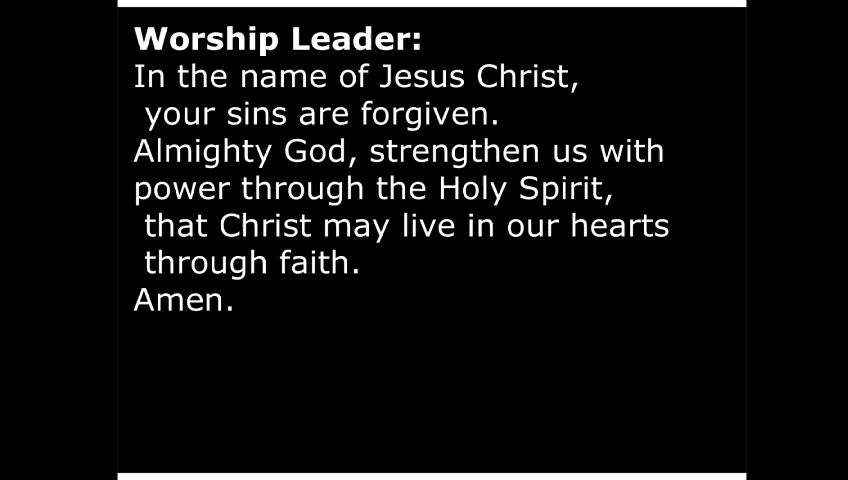 Worship Leader:
In the name of Jesus Christ,
your sins are forgiven.
Almighty God, strengthen us with
power through the Holy Spirit,
that Christ may live in our hearts
through faith.
Amen.